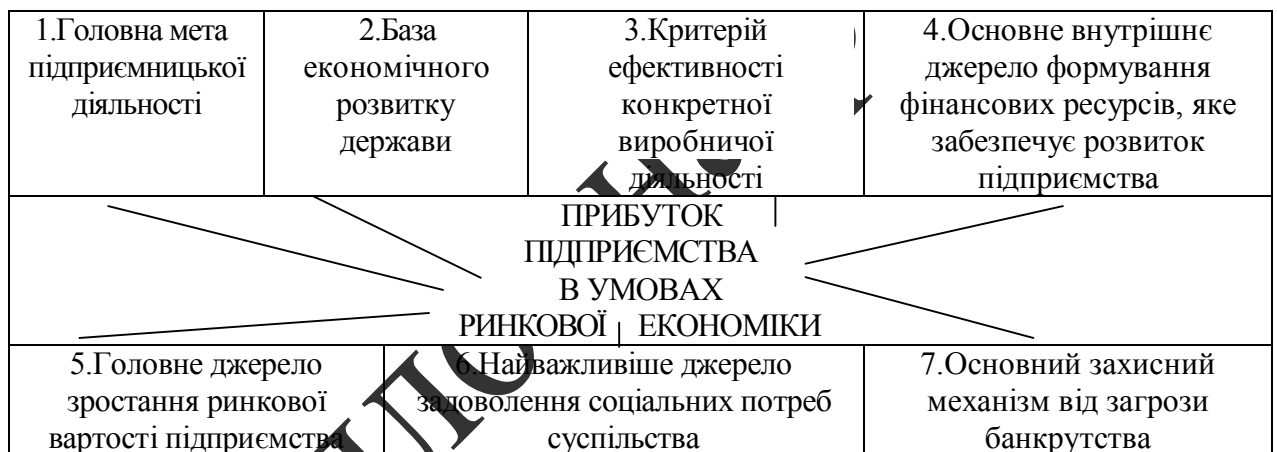 1.Головна мета
підприємницької
діяльності
2.База
економічного
розвитку
держави
3.Критерій
ефективності
конкретної
виробничої
діяльності
4.Основне внутрішнє
джерело формування
фінансових ресурсів, яке
забезпечує розвиток
підприємства
ПРИБУТОК
ПІДПРИЄМСТВА
В УМОВАХ
РИНКОВОЇ ЕКОНОМІКИ
5.Головне джерело
зростання ринкової
вартості підприємства
6.Найважливіше джерело
задоволення соціальних потреб
суспільства
7.Основний захисний
механізм від загрози
банкрутства